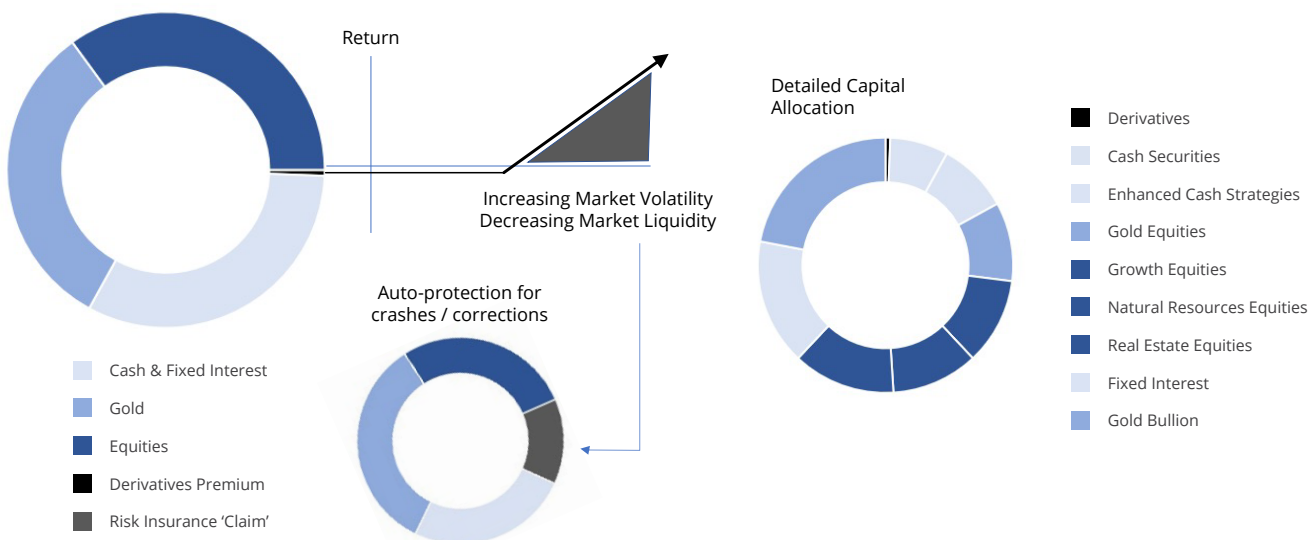 Return
Increasing Market Volatility
Decreasing Market Liquidity
Auto-protection for
crashes / corrections
Cash & Fixed Interest
Gold
Equities
Derivatives Premium
Risk Insurance ‘Claim’
Detailed Capital
Allocation
Derivatives
Cash Securities
Enhanced Cash Strategies
Gold Equities
Growth Equities
Natural Resources Equities
Real Estate Equities
Fixed Interest
Gold Bullion